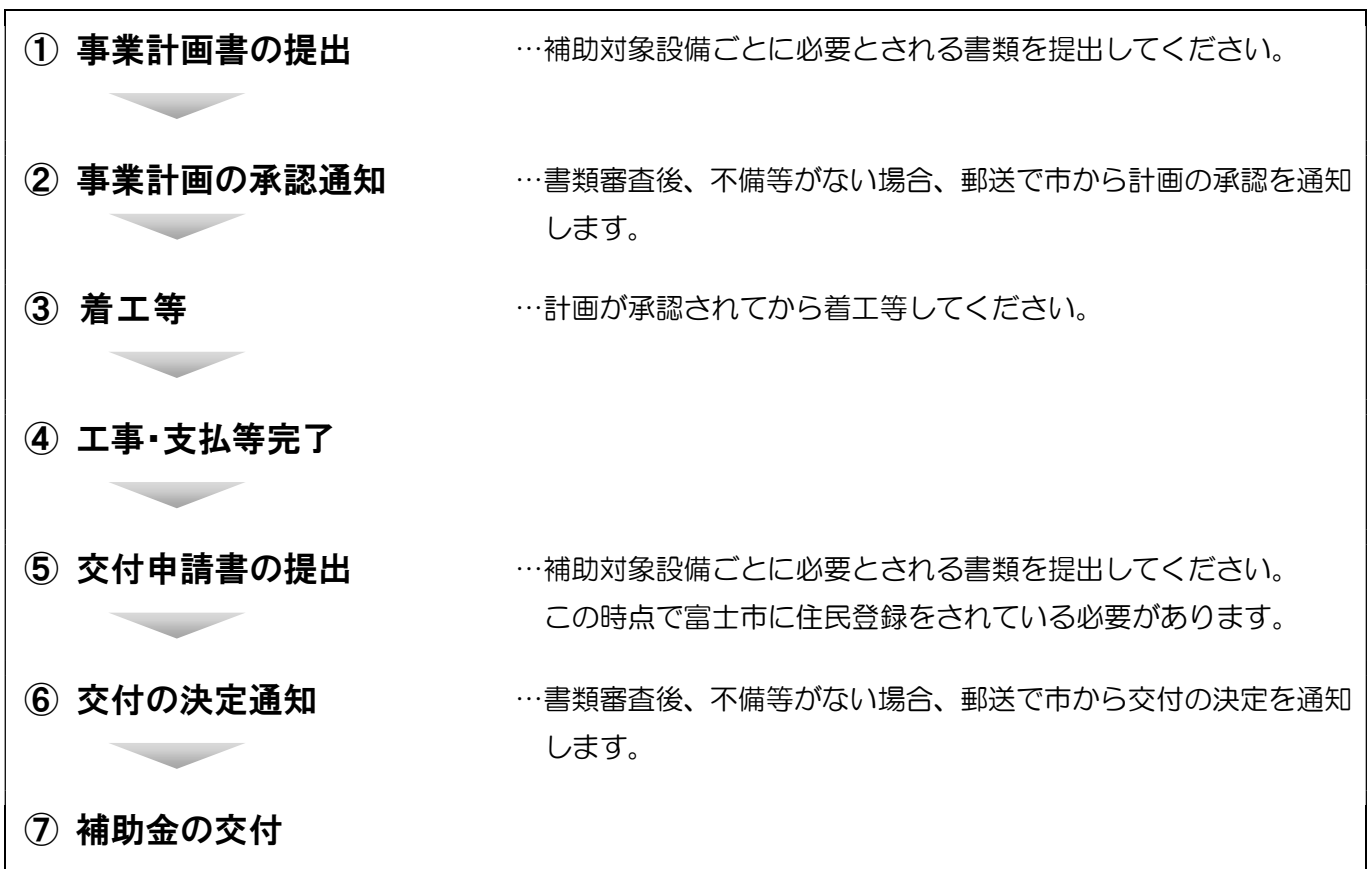 ① 事業計画書の提出 …補助対象設備ごとに必要とされる書類を提出してください。
② 事業計画の承認通知 …書類審査後、不備等がない場合、郵送で市から計画の承認を通知
します。
③ 着工等 …計画が承認されてから着工等してください。
④ 工事・支払等完了
⑤ 交付申請書の提出 …補助対象設備ごとに必要とされる書類を提出してください。
この時点で富士市に住民登録をされている必要があります。
⑥ 交付の決定通知 …書類審査後、不備等がない場合、郵送で市から交付の決定を通知
します。
⑦ 補助金の交付